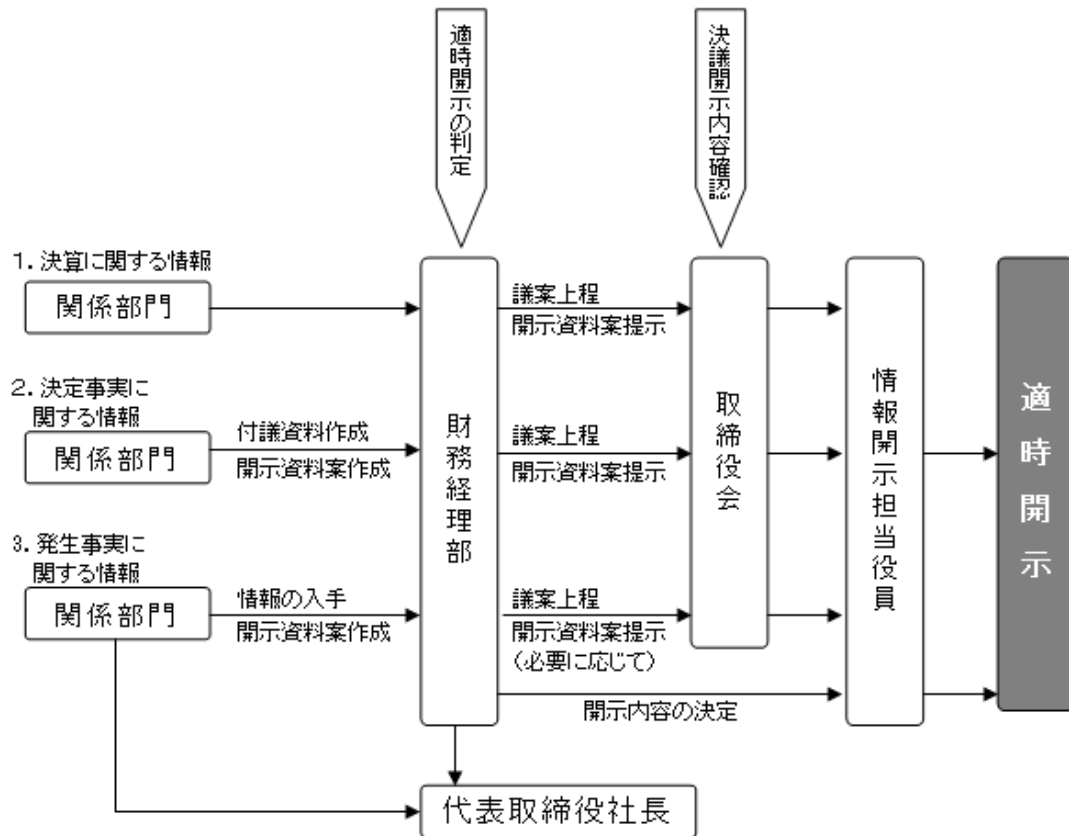 適時開示の判定
決議開示内容確認
1. 決算に関する情報
関係部門
議案上程
開示資料案提示
2. 決定事実に
関する情報
関係部門
付議資料作成
開示資料案作成
議案上程
開示資料案提示
3. 発生事実に
関する情報
関係部門
情報の入手
開示資料案作成
議案上程
開示資料案提示
(必要に応じて)
開示内容の決定
財務経理部
取締役会
情報開示担当役員
適時開示
代表取締役社長